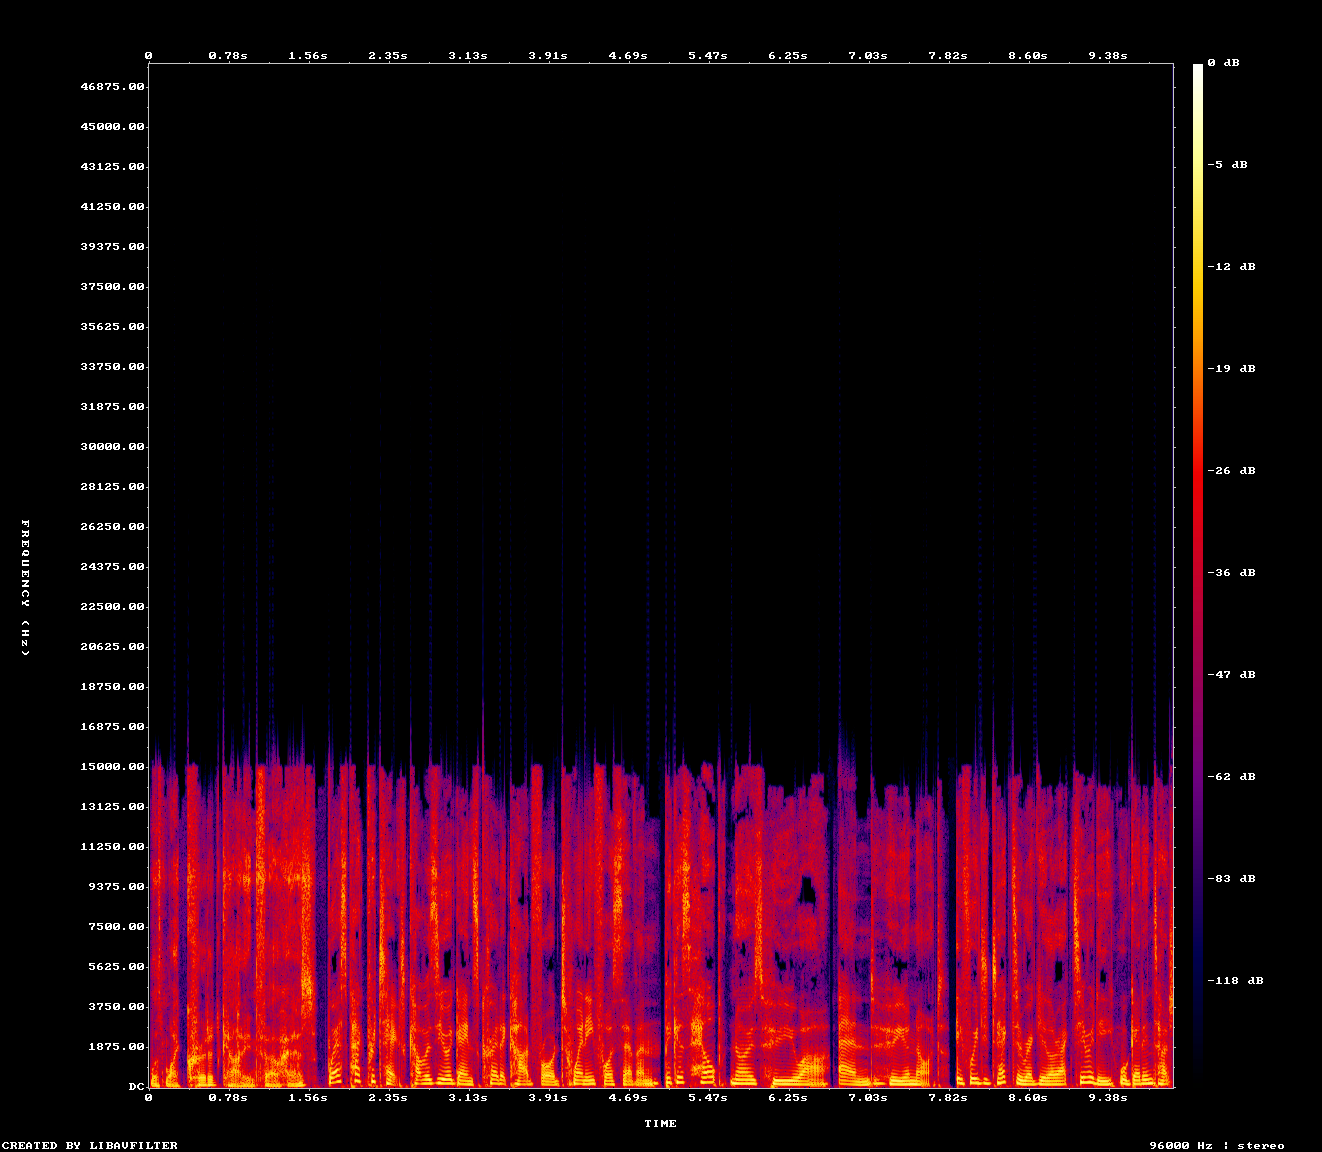 0 0.78s 1.56s 2.35s 3.13s 3.91s 4.69s 5.47s 6.25s 7.03s 7.82s 8.60s 9.38s
0 dB
46875.00
45000.00
43125.00
-5 dB
41250.00
39375.00
-12 dB
37500.00
35625.00
33750.00
-19 dB
31875.00
30000.00
-26 dB
28125.00
26250.00
24375.00
-36 dB
22500.00
20625.00
-47 dB
18750.00
16875.00
15000.00
-62 dB
13125.00
11250.00
9375.00
-83 dB
7500.00
5625.00
-118 dB
3750.00
1875.00
DC
FREQUENCY (Hz)
0 0.78s 1.56s 2.35s 3.13s 3.91s 4.69s 5.47s 6.25s 7.03s 7.82s 8.60s 9.38s
TIME
CREATED BY LIBAVFILTER
96000 Hz | stereo